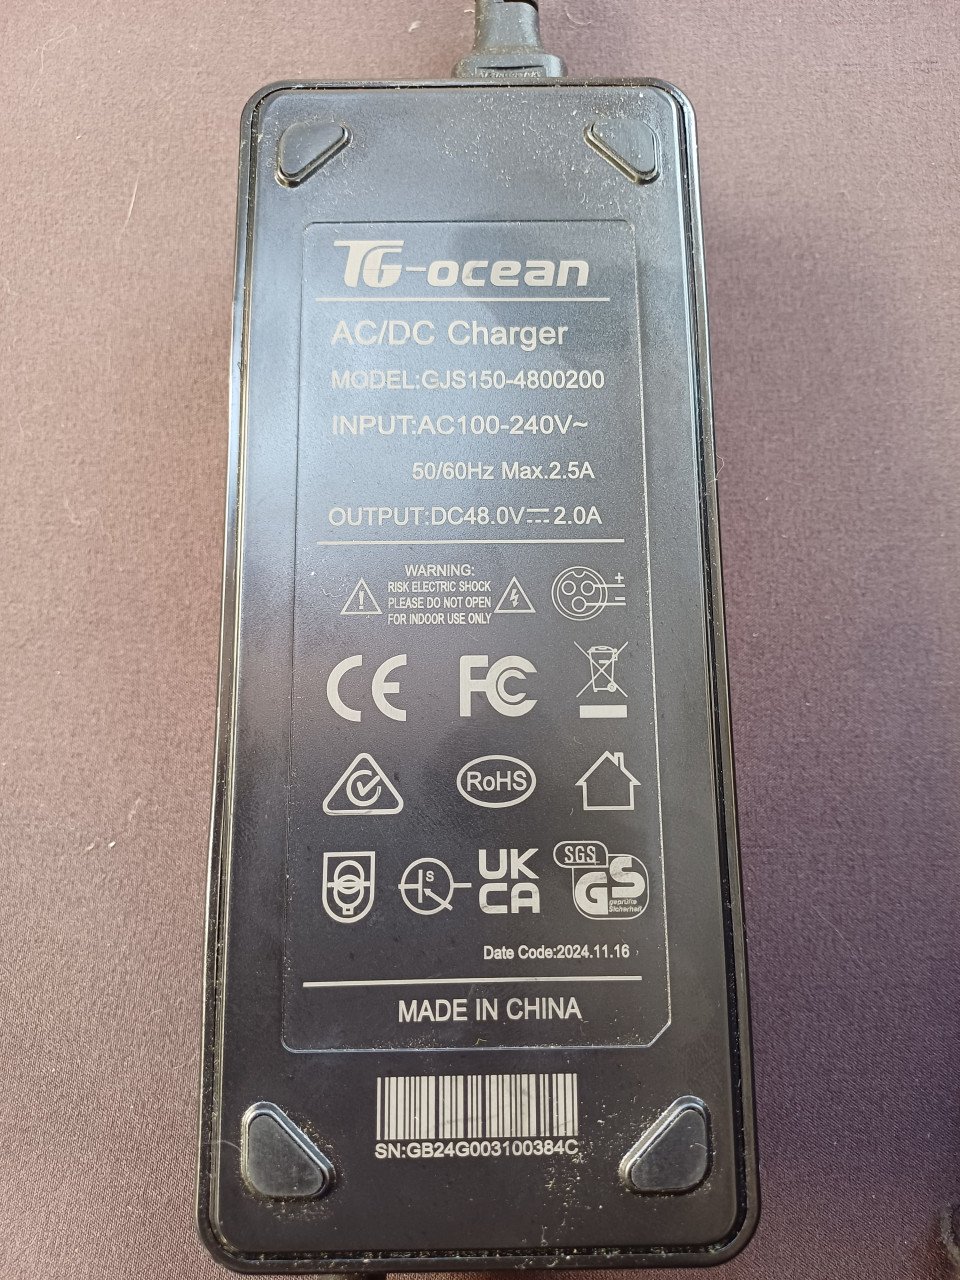 TG-ocean
AC/DC Charger
MODEL:GJS150-4800200
INPUT:AC100-240V~
50/60Hz Max.2.5A
OUTPUT:DC48.0V⎓2.0A
WARNING:
RISK ELECTRIC SHOCK
PLEASE DO NOT OPEN
FOR INDOOR USE ONLY
+
−
CE FC
RoHS
S
UK
CA
SGS
GS
geprüfte
Sicherheit
Date Code:2024.11.16
MADE IN CHINA
SN:GB24G003100384C